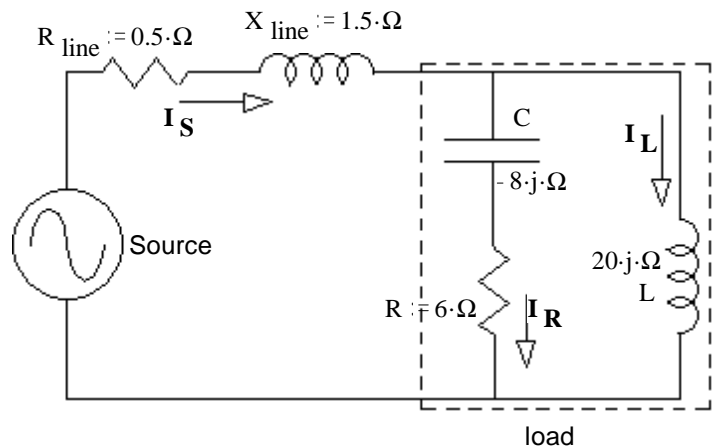 X line := 1.5·Ω
R line := 0.5·Ω
I S
C
I L
- 8·j·Ω
Source
20·j·Ω
L
R := 6·Ω
I R
load